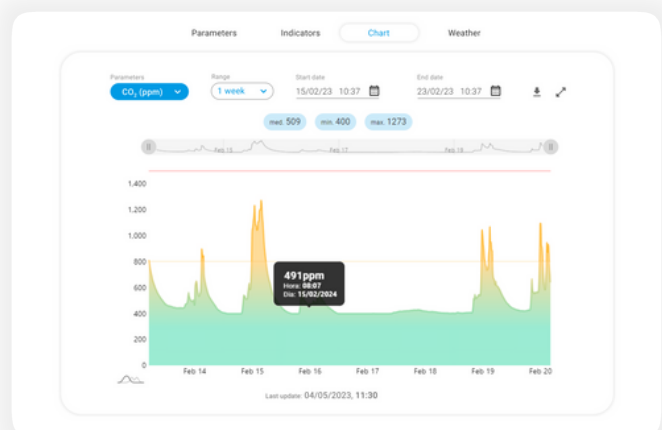 Parameters Indicators Chart Weather
Parameters Range Start date End date
CO₂ (ppm) 1 week 15/02/23 10:37 23/02/23 10:37
med. 509 min. 400 max. 1273
Feb 15 Feb 17 Feb 19
1.400
1.200
1.000
800
600
400
200
0
491ppm
Hora: 08:07
Día: 15/02/2024
Feb 14 Feb 15 Feb 16 Feb 17 Feb 18 Feb 19 Feb 20
Last update: 04/05/2023, 11:30